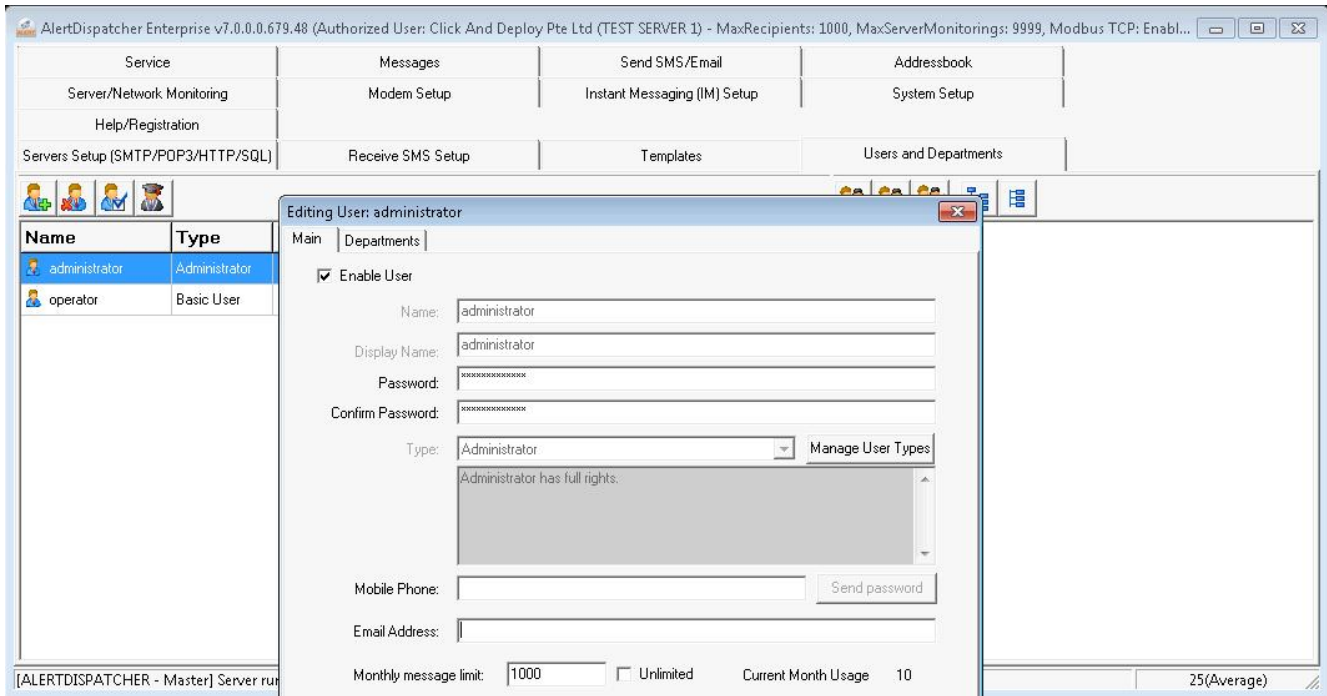 AlertDispatcher Enterprise v7.0.0.0.679.48 (Authorized User: Click And Deploy Pte Ltd (TEST SERVER 1) - MaxRecipients: 1000, MaxServerMonitorings: 9999, Modbus TCP: Enabl...
Service Messages Send SMS/Email Addressbook
Server/Network Monitoring Modem Setup Instant Messaging (IM) Setup System Setup
Help/Registration
Servers Setup (SMTP/POP3/HTTP/SQL) Receive SMS Setup Templates Users and Departments
Editing User: administrator
Name Type
Main Departments
administrator Administrator
Enable User
operator Basic User
Name: administrator
Display Name: administrator
Password: *************
Confirm Password: *************
Type: Administrator Manage User Types
Administrator has full rights.
Mobile Phone: Send password
Email Address:
Monthly message limit: 1000 Unlimited Current Month Usage 10
[ALERTDISPATCHER - Master] Server run 25(Average)